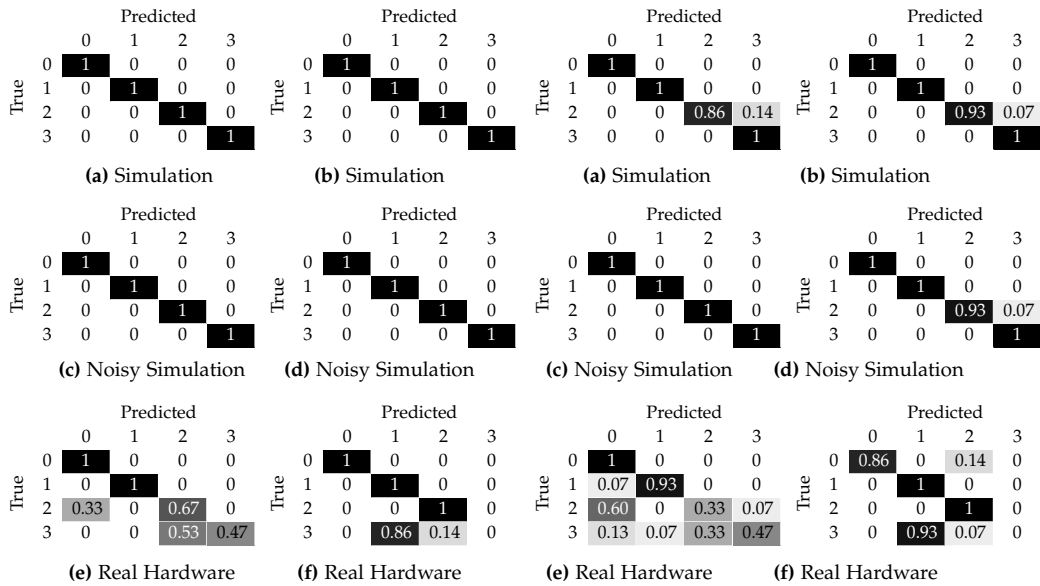 Predicted Predicted
0 1 2 3 0 1 2 3 0 1 2 3 0 1 2 3
True True
0 1 0 0 0 0 1 0 0 0 0 1 0 0 0 0 1 0 0 0
1 0 1 0 0 1 0 1 0 0 1 0 1 0 0 1 0 1 0 0
2 0 0 1 0 2 0 0 1 0 2 0 0 0.86 0.14 2 0 0 0.93 0.07
3 0 0 0 1 3 0 0 0 1 3 0 0 0 1 3 0 0 0 1
(a) Simulation (b) Simulation (a) Simulation (b) Simulation
Predicted Predicted
0 1 2 3 0 1 2 3 0 1 2 3 0 1 2 3
True True
0 1 0 0 0 0 1 0 0 0 0 1 0 0 0 0 1 0 0 0
1 0 1 0 0 1 0 1 0 0 1 0 1 0 0 1 0 1 0 0
2 0 0 1 0 2 0 0 1 0 2 0 0 1 0 2 0 0 0.93 0.07
3 0 0 0 1 3 0 0 0 1 3 0 0 0 1 3 0 0 0 1
(c) Noisy Simulation (d) Noisy Simulation (c) Noisy Simulation (d) Noisy Simulation
Predicted Predicted
0 1 2 3 0 1 2 3 0 1 2 3 0 1 2 3
True True
0 1 0 0 0 0 1 0 0 0 0 1 0 0 0 0 0.86 0 0.14 0
1 0 1 0 0 1 0 1 0 0 1 0.07 0.93 0 0 1 0 1 0 0
2 0.33 0 0.67 0 2 0 0 1 0 2 0.60 0 0.33 0.07 2 0 0 1 0
3 0 0 0.53 0.47 3 0 0.86 0.14 0 3 0.13 0.07 0.33 0.47 3 0 0.93 0.07 0
(e) Real Hardware (f) Real Hardware (e) Real Hardware (f) Real Hardware